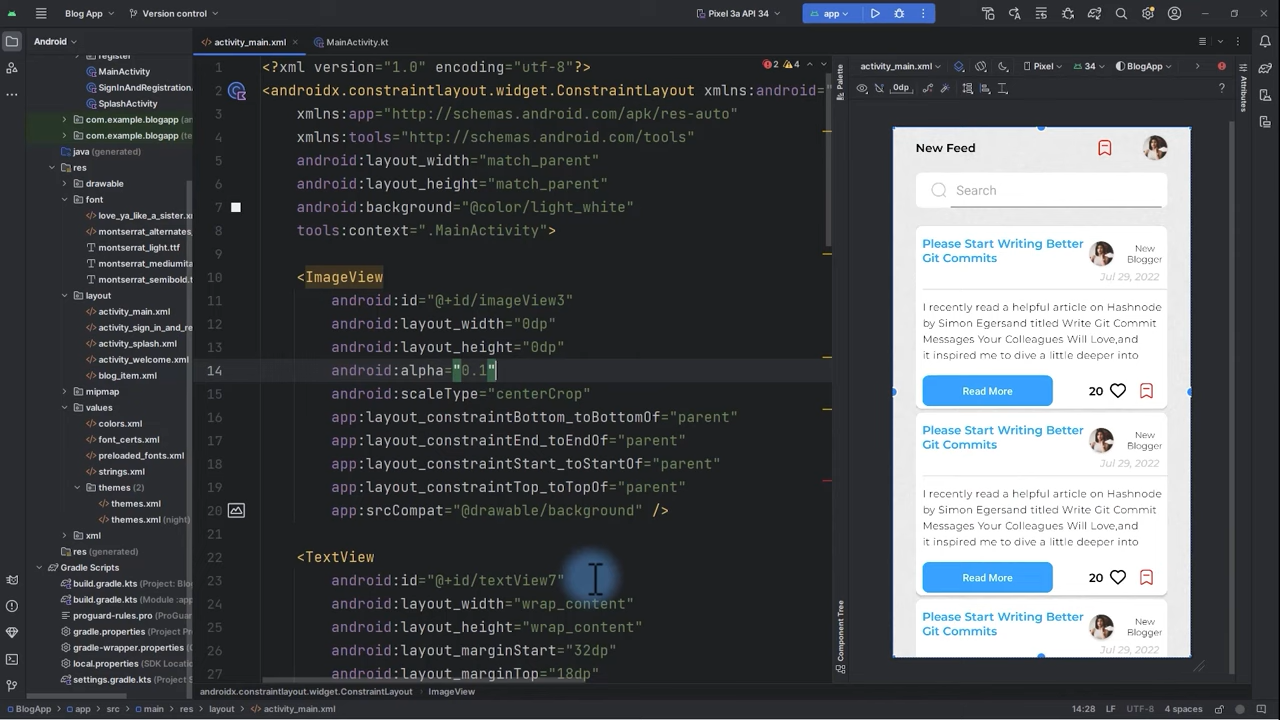 Blog App
Version control
Pixel 3a API 34
app
Android
activity_main.xml
MainActivity.kt
register
MainActivity
SignInAndRegistration
SplashActivity
com.example.blogapp (an
com.example.blogapp (te
java (generated)
res
drawable
font
love_ya_like_a_sister.x
montserrat_alternates_
montserrat_light.ttf
montserrat_mediumita
montserrat_semibold.t
layout
activity_main.xml
activity_sign_in_and_re
activity_splash.xml
activity_welcome.xml
blog_item.xml
mipmap
values
colors.xml
font_certs.xml
preloaded_fonts.xml
strings.xml
themes (2)
themes.xml
themes.xml (night)
xml
res (generated)
Gradle Scripts
build.gradle.kts (Project: Blo
build.gradle.kts (Module :app
proguard-rules.pro (ProGua
gradle.properties (Project P
gradle-wrapper.properties
local.properties (SDK Locatio
settings.gradle.kts (Project
2 4
1 <?xml version="1.0" encoding="utf-8"?>
2 <androidx.constraintlayout.widget.ConstraintLayout xmlns:android="
3 xmlns:app="http://schemas.android.com/apk/res-auto"
4 xmlns:tools="http://schemas.android.com/tools"
5 android:layout_width="match_parent"
6 android:layout_height="match_parent"
7 android:background="@color/light_white"
8 tools:context=".MainActivity">
9
10 <ImageView
11 android:id="@+id/imageView3"
12 android:layout_width="0dp"
13 android:layout_height="0dp"
14 android:alpha="0.1"
15 android:scaleType="centerCrop"
16 app:layout_constraintBottom_toBottomOf="parent"
17 app:layout_constraintEnd_toEndOf="parent"
18 app:layout_constraintStart_toStartOf="parent"
19 app:layout_constraintTop_toTopOf="parent"
20 app:srcCompat="@drawable/background" />
21
22 <TextView
23 android:id="@+id/textView7"
24 android:layout_width="wrap_content"
25 android:layout_height="wrap_content"
26 android:layout_marginStart="32dp"
27 android:layout_marginTop="18dp"
Palette
Component Tree
Attributes
activity_main.xml
Pixel
34
BlogApp
0dp
?
New Feed
Search
Please Start Writing Better
Git Commits
New
Blogger
Jul 29, 2022
I recently read a helpful article on Hashnode
by Simon Egersand titled Write Git Commit
Messages Your Colleagues Will Love,and
it inspired me to dive a little deeper into
Read More
20
Please Start Writing Better
Git Commits
New
Blogger
Jul 29, 2022
I recently read a helpful article on Hashnode
by Simon Egersand titled Write Git Commit
Messages Your Colleagues Will Love,and
it inspired me to dive a little deeper into
Read More
20
Please Start Writing Better
Git Commits
New
Blogger
androidx.constraintlayout.widget.ConstraintLayout
ImageView
BlogApp
app
src
main
res
layout
activity_main.xml
14:28
LF
UTF-8
4 spaces